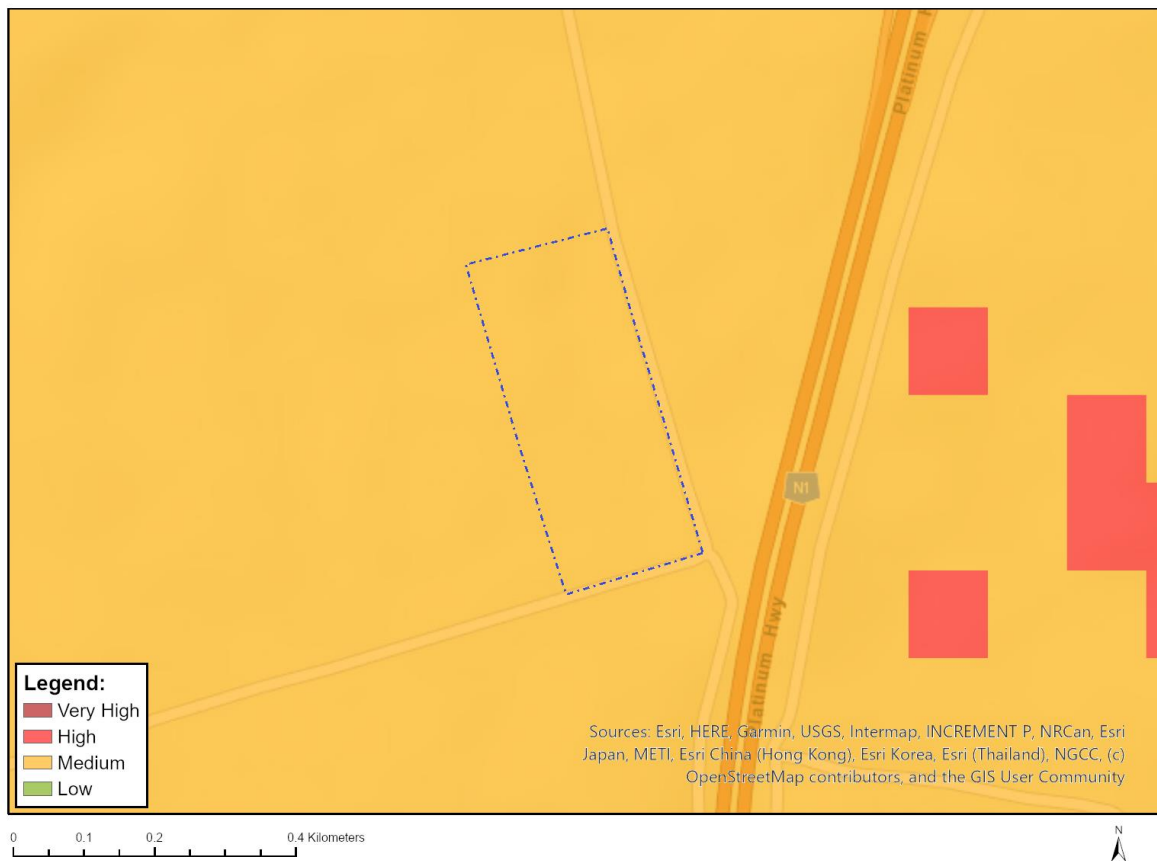 Platinum H
N1
Platinum Hwy
Legend:
Very High
High
Medium
Low
Sources: Esri, HERE, Garmin, USGS, Intermap, INCREMENT P, NRCan, Esri
Japan, METI, Esri China (Hong Kong), Esri Korea, Esri (Thailand), NGCC, (c)
OpenStreetMap contributors, and the GIS User Community
0 0.1 0.2 0.4 Kilometers
N